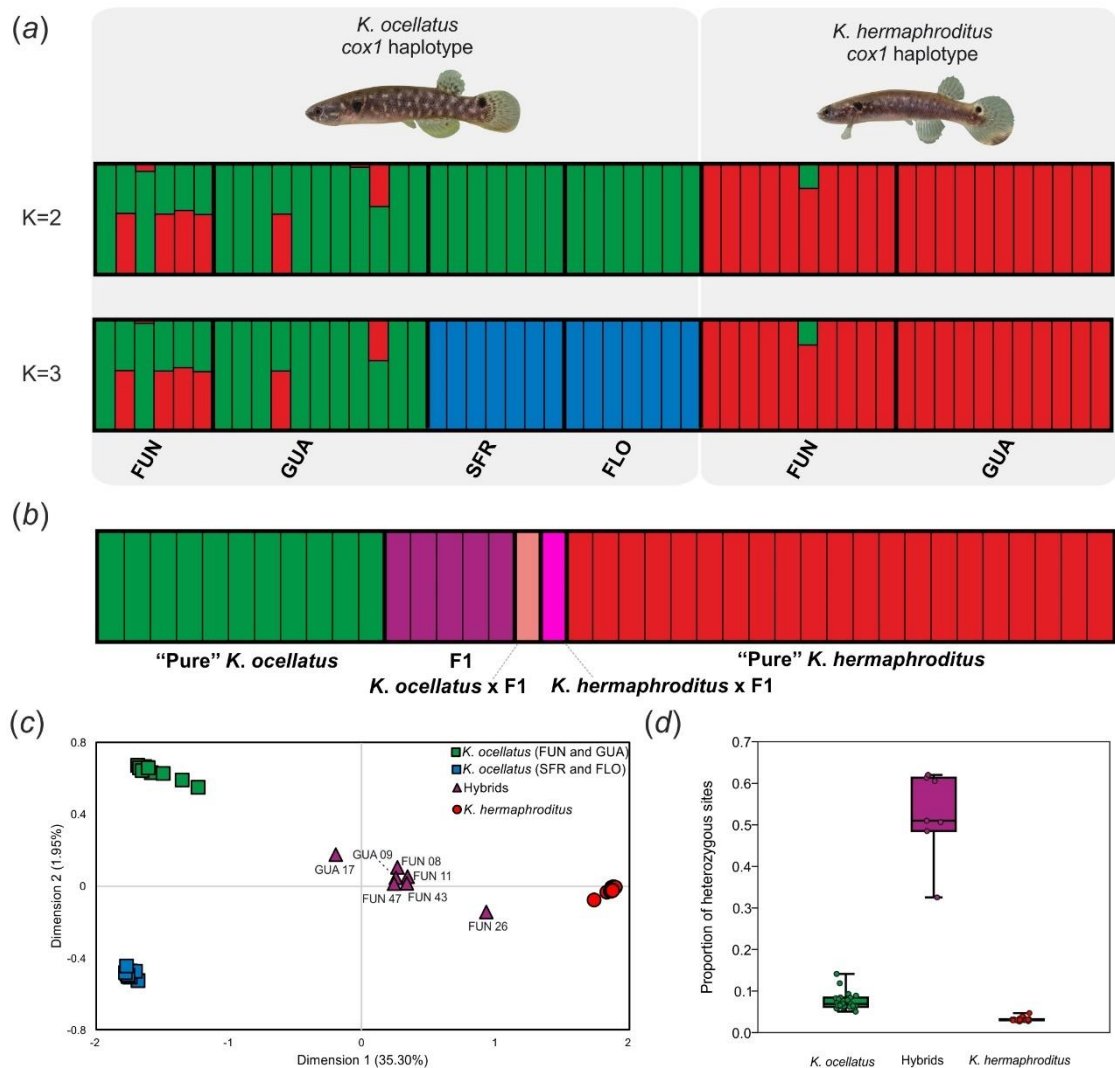 (a)
K. ocellatus
cox1 haplotype
K. hermaphroditus
cox1 haplotype
K=2
K=3
FUN
GUA
SFR
FLO
FUN
GUA
(b)
“Pure” K. ocellatus
F1
“Pure” K. hermaphroditus
K. ocellatus x F1
K. hermaphroditus x F1
(c)
0.8
0.4
0
-0.4
-0.8
-2
-1
0
1
2
Dimension 2 (1.95%)
Dimension 1 (35.30%)
K. ocellatus (FUN and GUA)
K. ocellatus (SFR and FLO)
Hybrids
K. hermaphroditus
GUA 17
GUA 09
FUN 08
FUN 11
FUN 47
FUN 43
FUN 26
(d)
0.7
0.6
0.5
0.4
0.3
0.2
0.1
0.0
Proportion of heterozygous sites
K. ocellatus
Hybrids
K. hermaphroditus